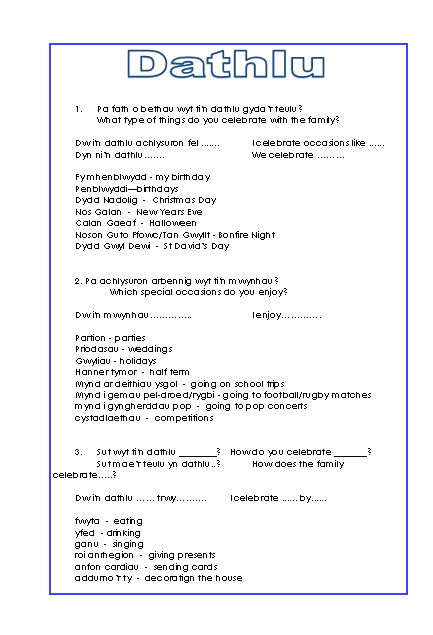 Dathlu
1. Pa fath o bethau wyt ti'n dathlu gyda'r teulu?
What type of things do you celebrate with the family?
Dwi'n dathlu achlysuron fel ....... I celebrate occasions like ......
Dyn ni'n dathlu....... We celebrate .........
Fy mhenblwydd - my birthday
Penblwyddi—birthdays
Dydd Nadolig - Christmas Day
Nos Galan - New Years Eve
Calan Gaeaf - Halloween
Noson Guto Ffowc/Tan Gwyllt - Bonfire Night
Dydd Gwyl Dewi - St David's Day
2. Pa achlysuron arbennig wyt ti'n mwynhau?
Which special occasions do you enjoy?
Dwi'n mwynhau.............. I enjoy.............
Partion - parties
Priodasau - weddings
Gwyliau - holidays
Hanner tymor - half term
Mynd ar deithiau ysgol - going on school trips
Mynd i gemau pel-droed/rygbi - going to football/rugby matches
mynd i gyngherddau pop - going to pop concerts
cystadlaethau - competitions
3. Sut wyt ti'n dathlu _______? How do you celebrate _______?
Sut mae'r teulu yn dathlu..? How does the family
celebrate.....?
Dwi'n dathlu ...... trwy.......... I celebrate ...... by......
fwyta - eating
yfed - drinking
ganu - singing
roi anrhegion - giving presents
anfon cardiau - sending cards
addurno'r ty - decoratign the house